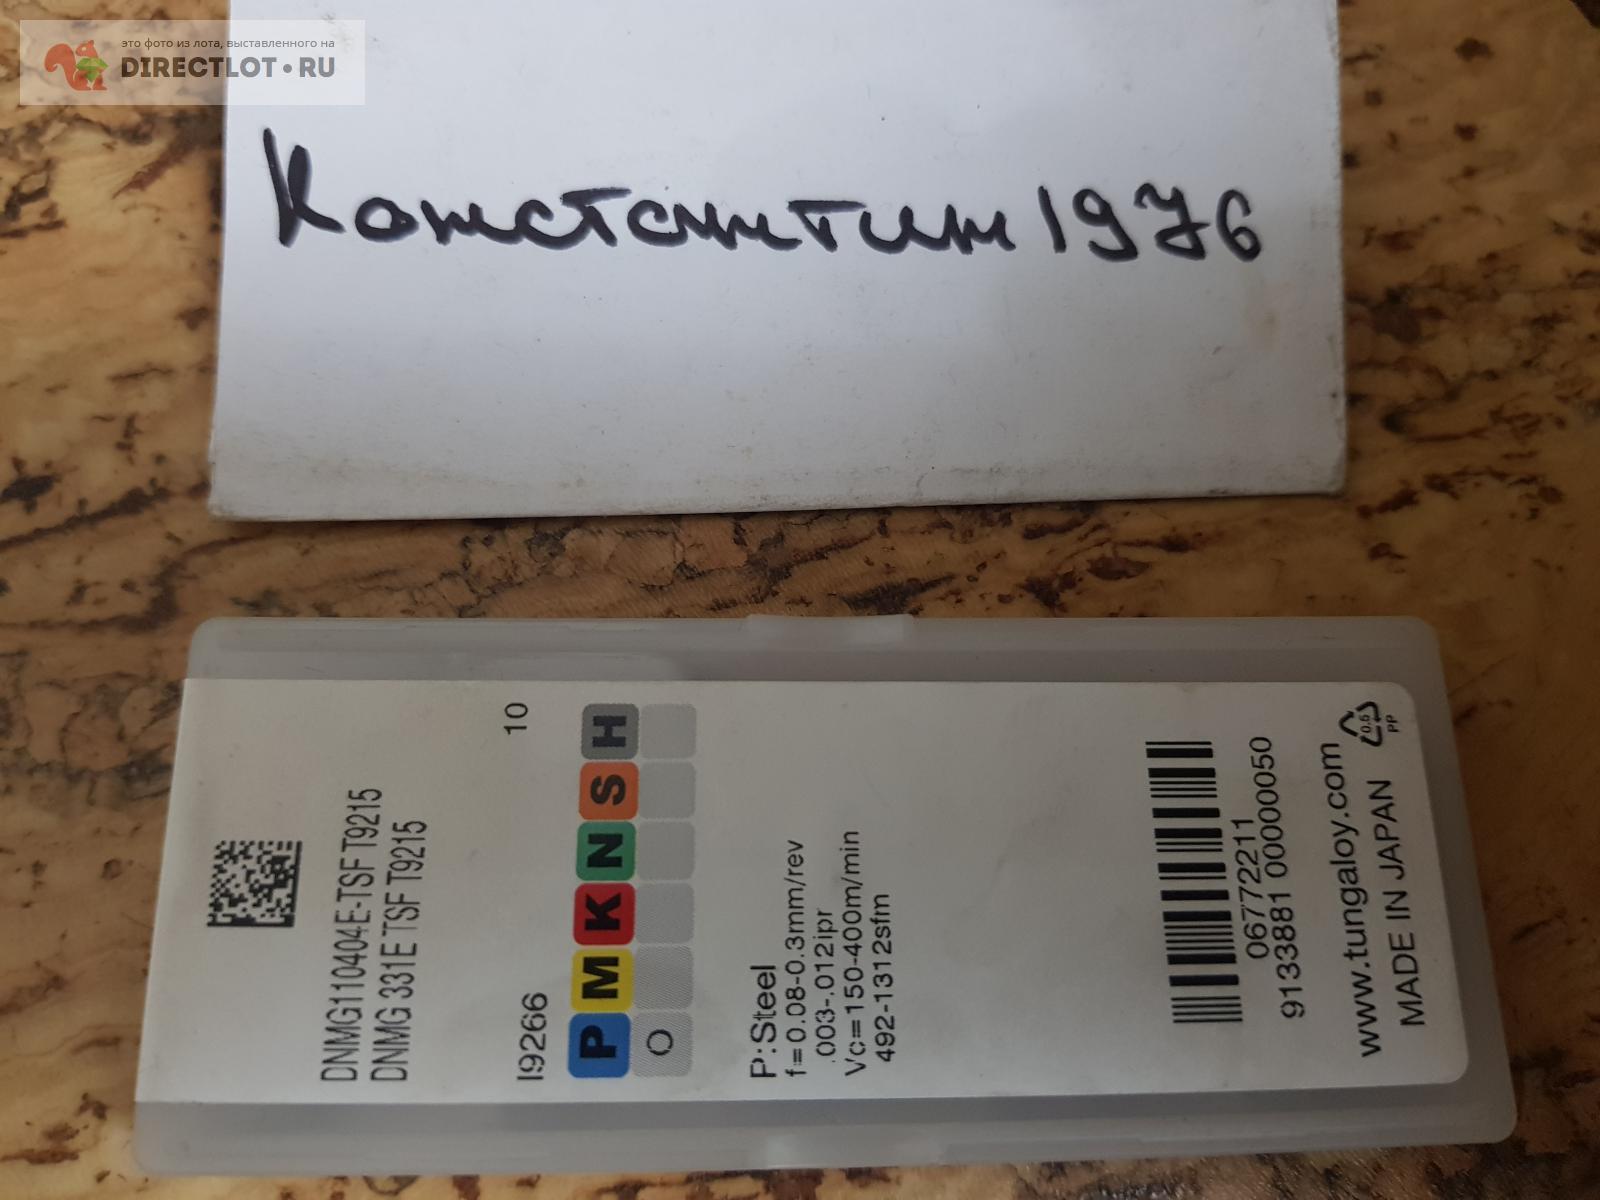 это фото из лота, выставленного на
DIRECTLOT•RU
Константин 1976
DNMG110404E-TSF T9215
DNMG 331E TSF T9215
I9266 10
P M K N S H
P:Steel
f=0.08-0.3mm/rev
.003-.012ipr
Vc=150-400m/min
492-1312sfm
06772211
9133881 00000050
www.tungaloy.com
MADE IN JAPAN
0.5
PP